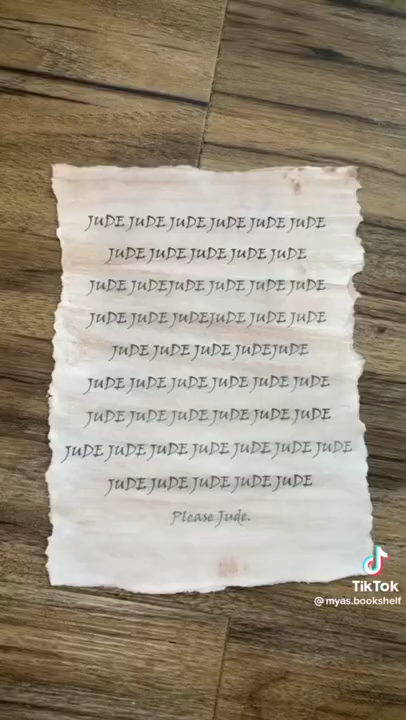 JUDE JUDE JUDE JUDE JUDE JUDE
JUDE JUDE JUDE JUDE JUDE
JUDE JUDEJUDE JUDE JUDE JUDE
JUDE JUDE JUDEJUDE JUDE JUDE
JUDE JUDE JUDE JUDEJUDE
JUDE JUDE JUDE JUDE JUDE JUDE
JUDE JUDE JUDE JUDE JUDE JUDE
JUDE JUDE JUDE JUDE JUDE JUDE JUDE
JUDE JUDE JUDE JUDE JUDE
Please Jude.
TikTok
@myas.bookshelf